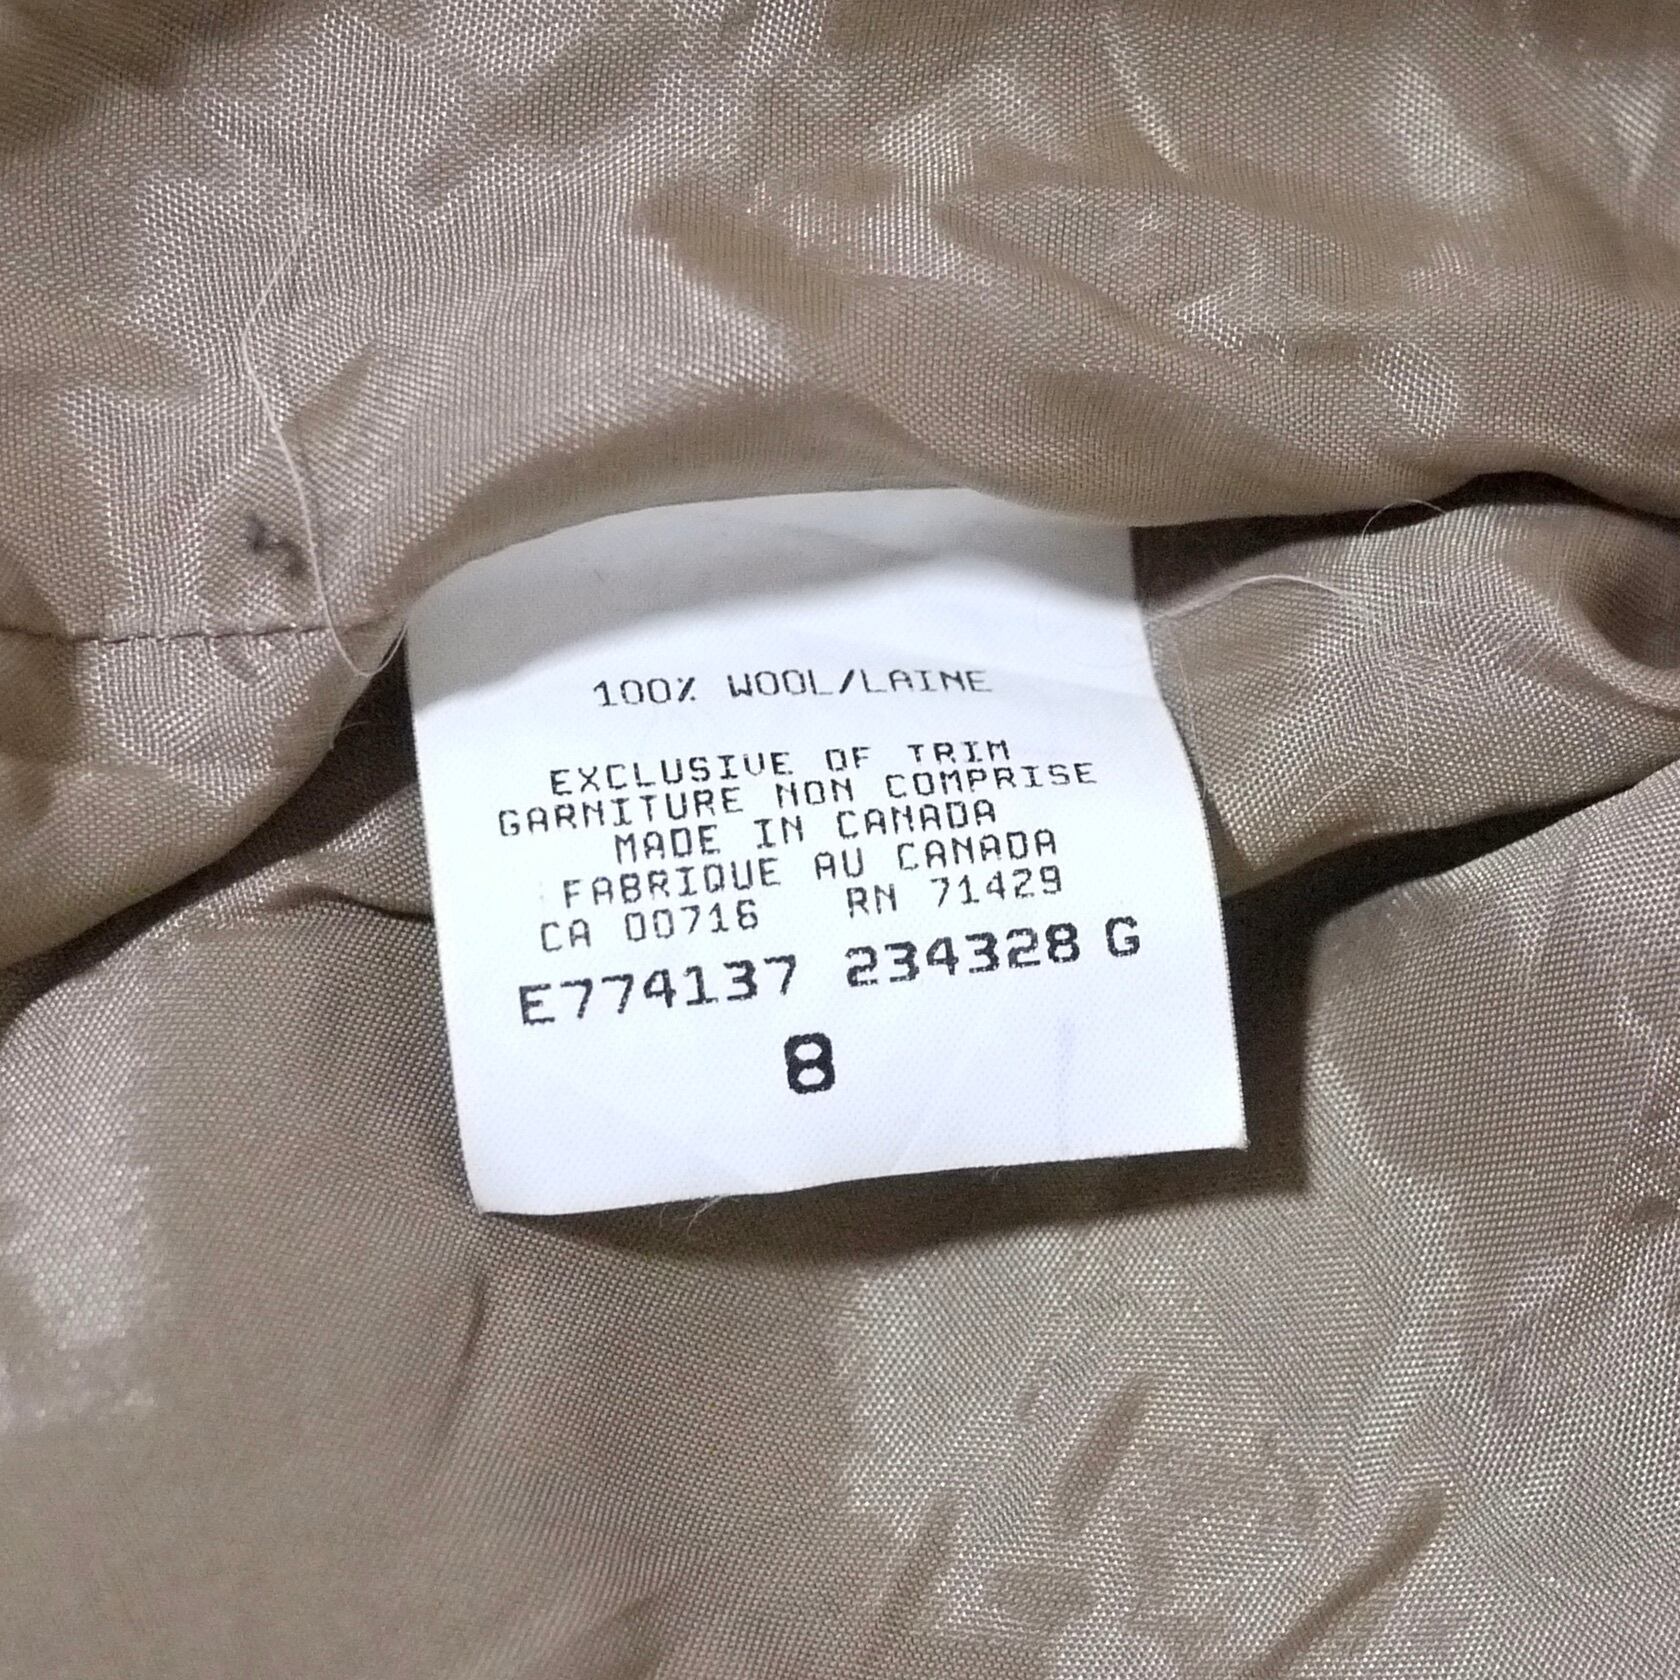 100% WOOL/LAINE
EXCLUSIVE OF TRIM
GARNITURE NON COMPRISE
MADE IN CANADA
FABRIQUE AU CANADA
CA 00716 RN 71429
E774137 234328 G
8